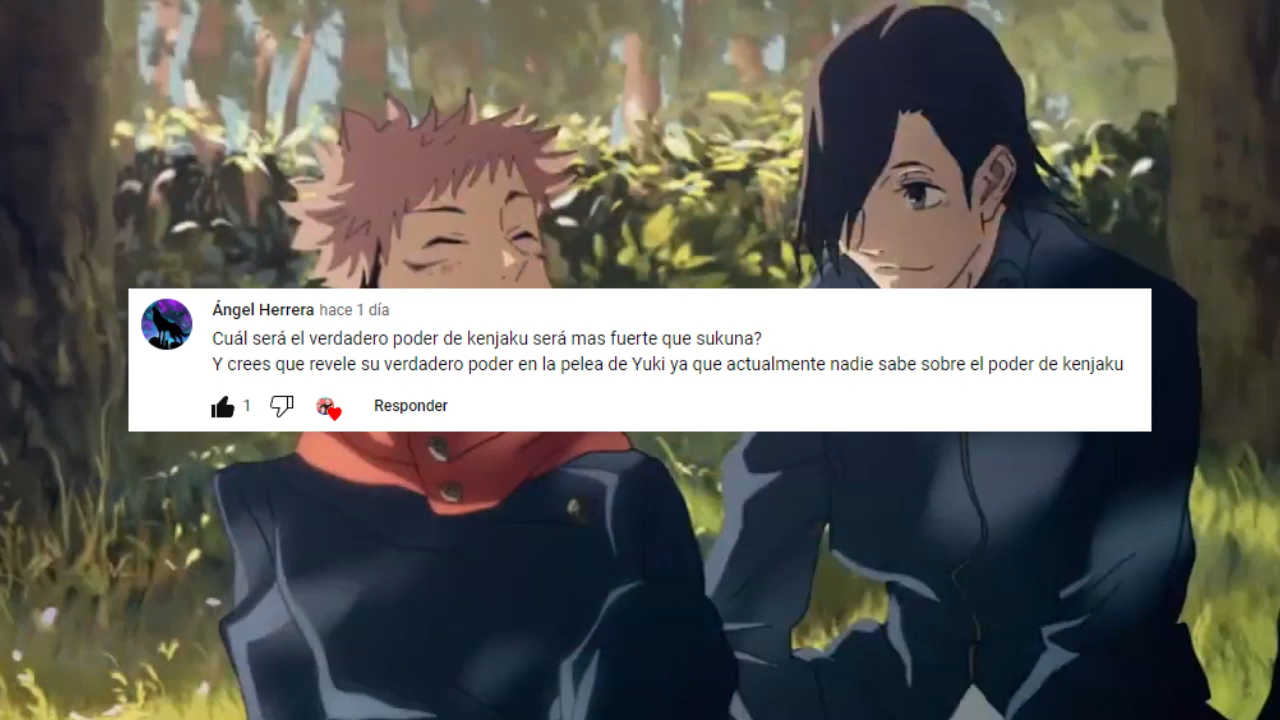 Ángel Herrera hace 1 día
Cuál será el verdadero poder de kenjaku será mas fuerte que sukuna?
Y crees que revele su verdadero poder en la pelea de Yuki ya que actualmente nadie sabe sobre el poder de kenjaku
1 Responder